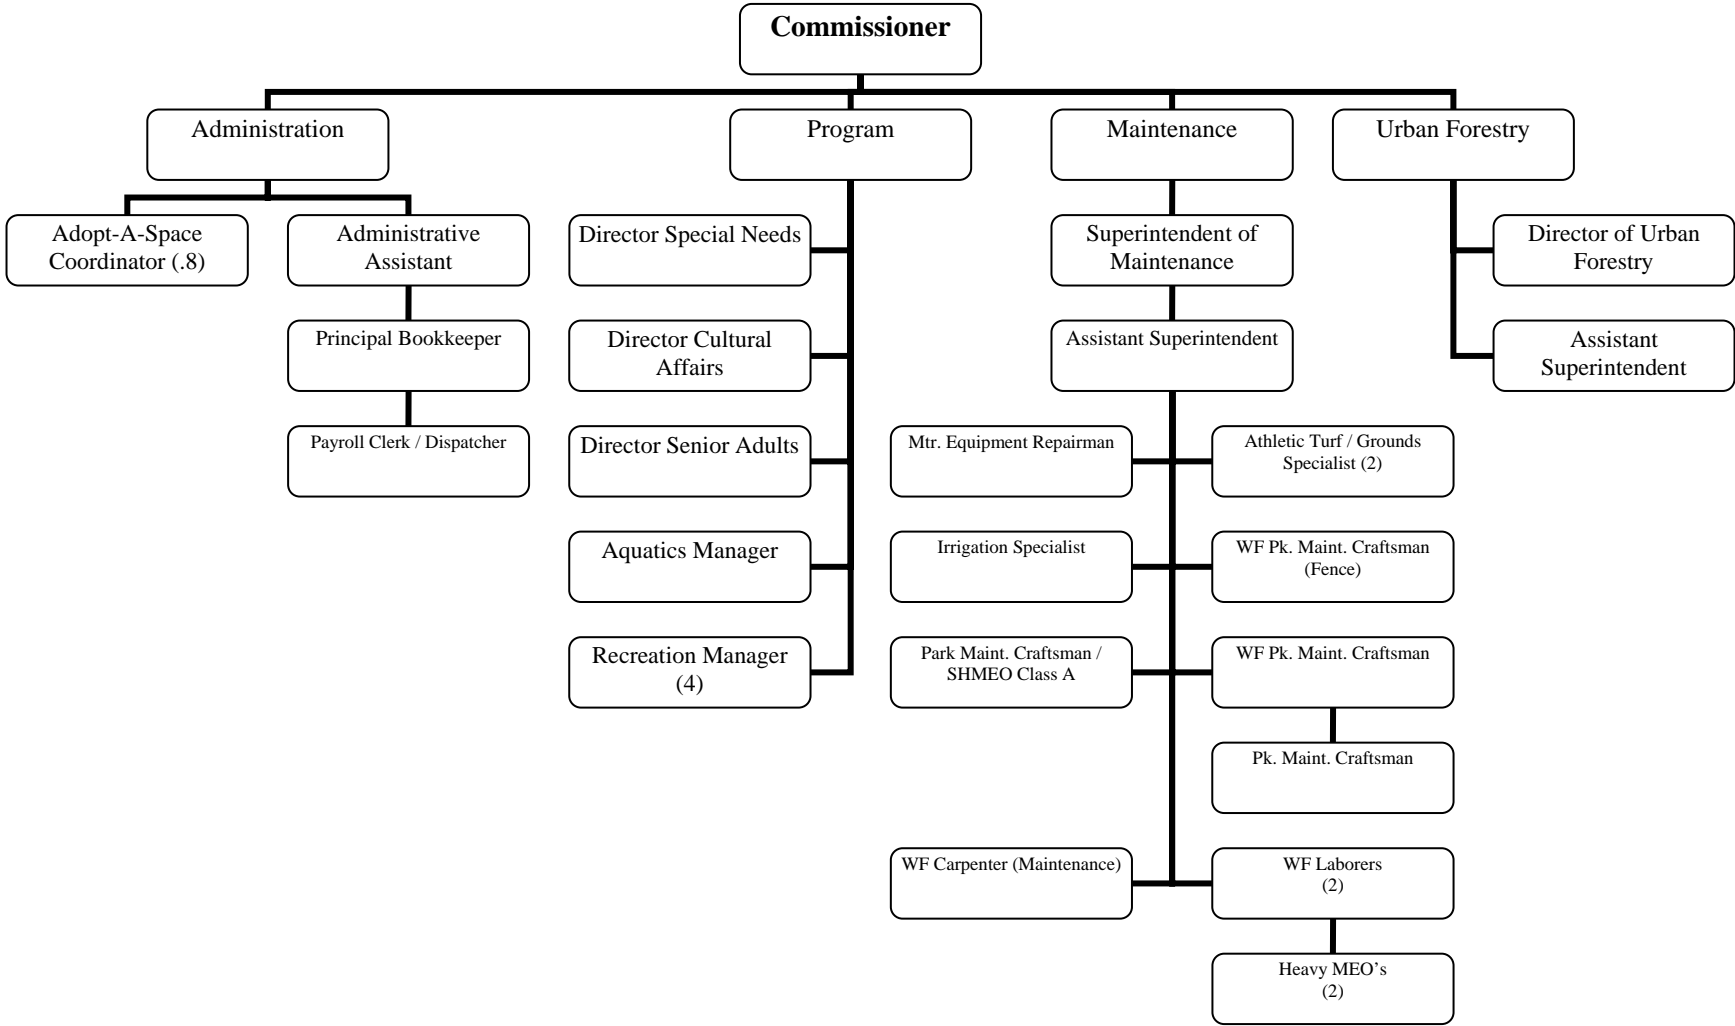 Commissioner
Administration
Program
Maintenance
Urban Forestry
Adopt-A-Space
Coordinator (.8)
Administrative
Assistant
Director Special Needs
Superintendent of
Maintenance
Director of Urban
Forestry
Principal Bookkeeper
Director Cultural
Affairs
Assistant Superintendent
Assistant
Superintendent
Payroll Clerk / Dispatcher
Director Senior Adults
Mtr. Equipment Repairman
Athletic Turf / Grounds
Specialist (2)
Aquatics Manager
Irrigation Specialist
WF Pk. Maint. Craftsman
(Fence)
Recreation Manager
(4)
Park Maint. Craftsman /
SHMEO Class A
WF Pk. Maint. Craftsman
Pk. Maint. Craftsman
WF Carpenter (Maintenance)
WF Laborers
(2)
Heavy MEO’s
(2)